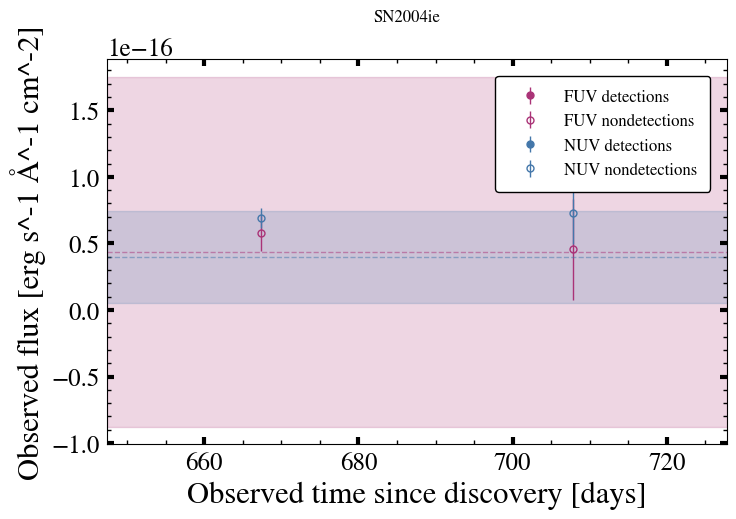 SN2004ie
1e−16
FUV detections
FUV nondetections
NUV detections
NUV nondetections
1.5
1.0
0.5
0.0
−0.5
−1.0
Observed flux [erg s^-1 Å^-1 cm^-2]
660
680
700
720
Observed time since discovery [days]